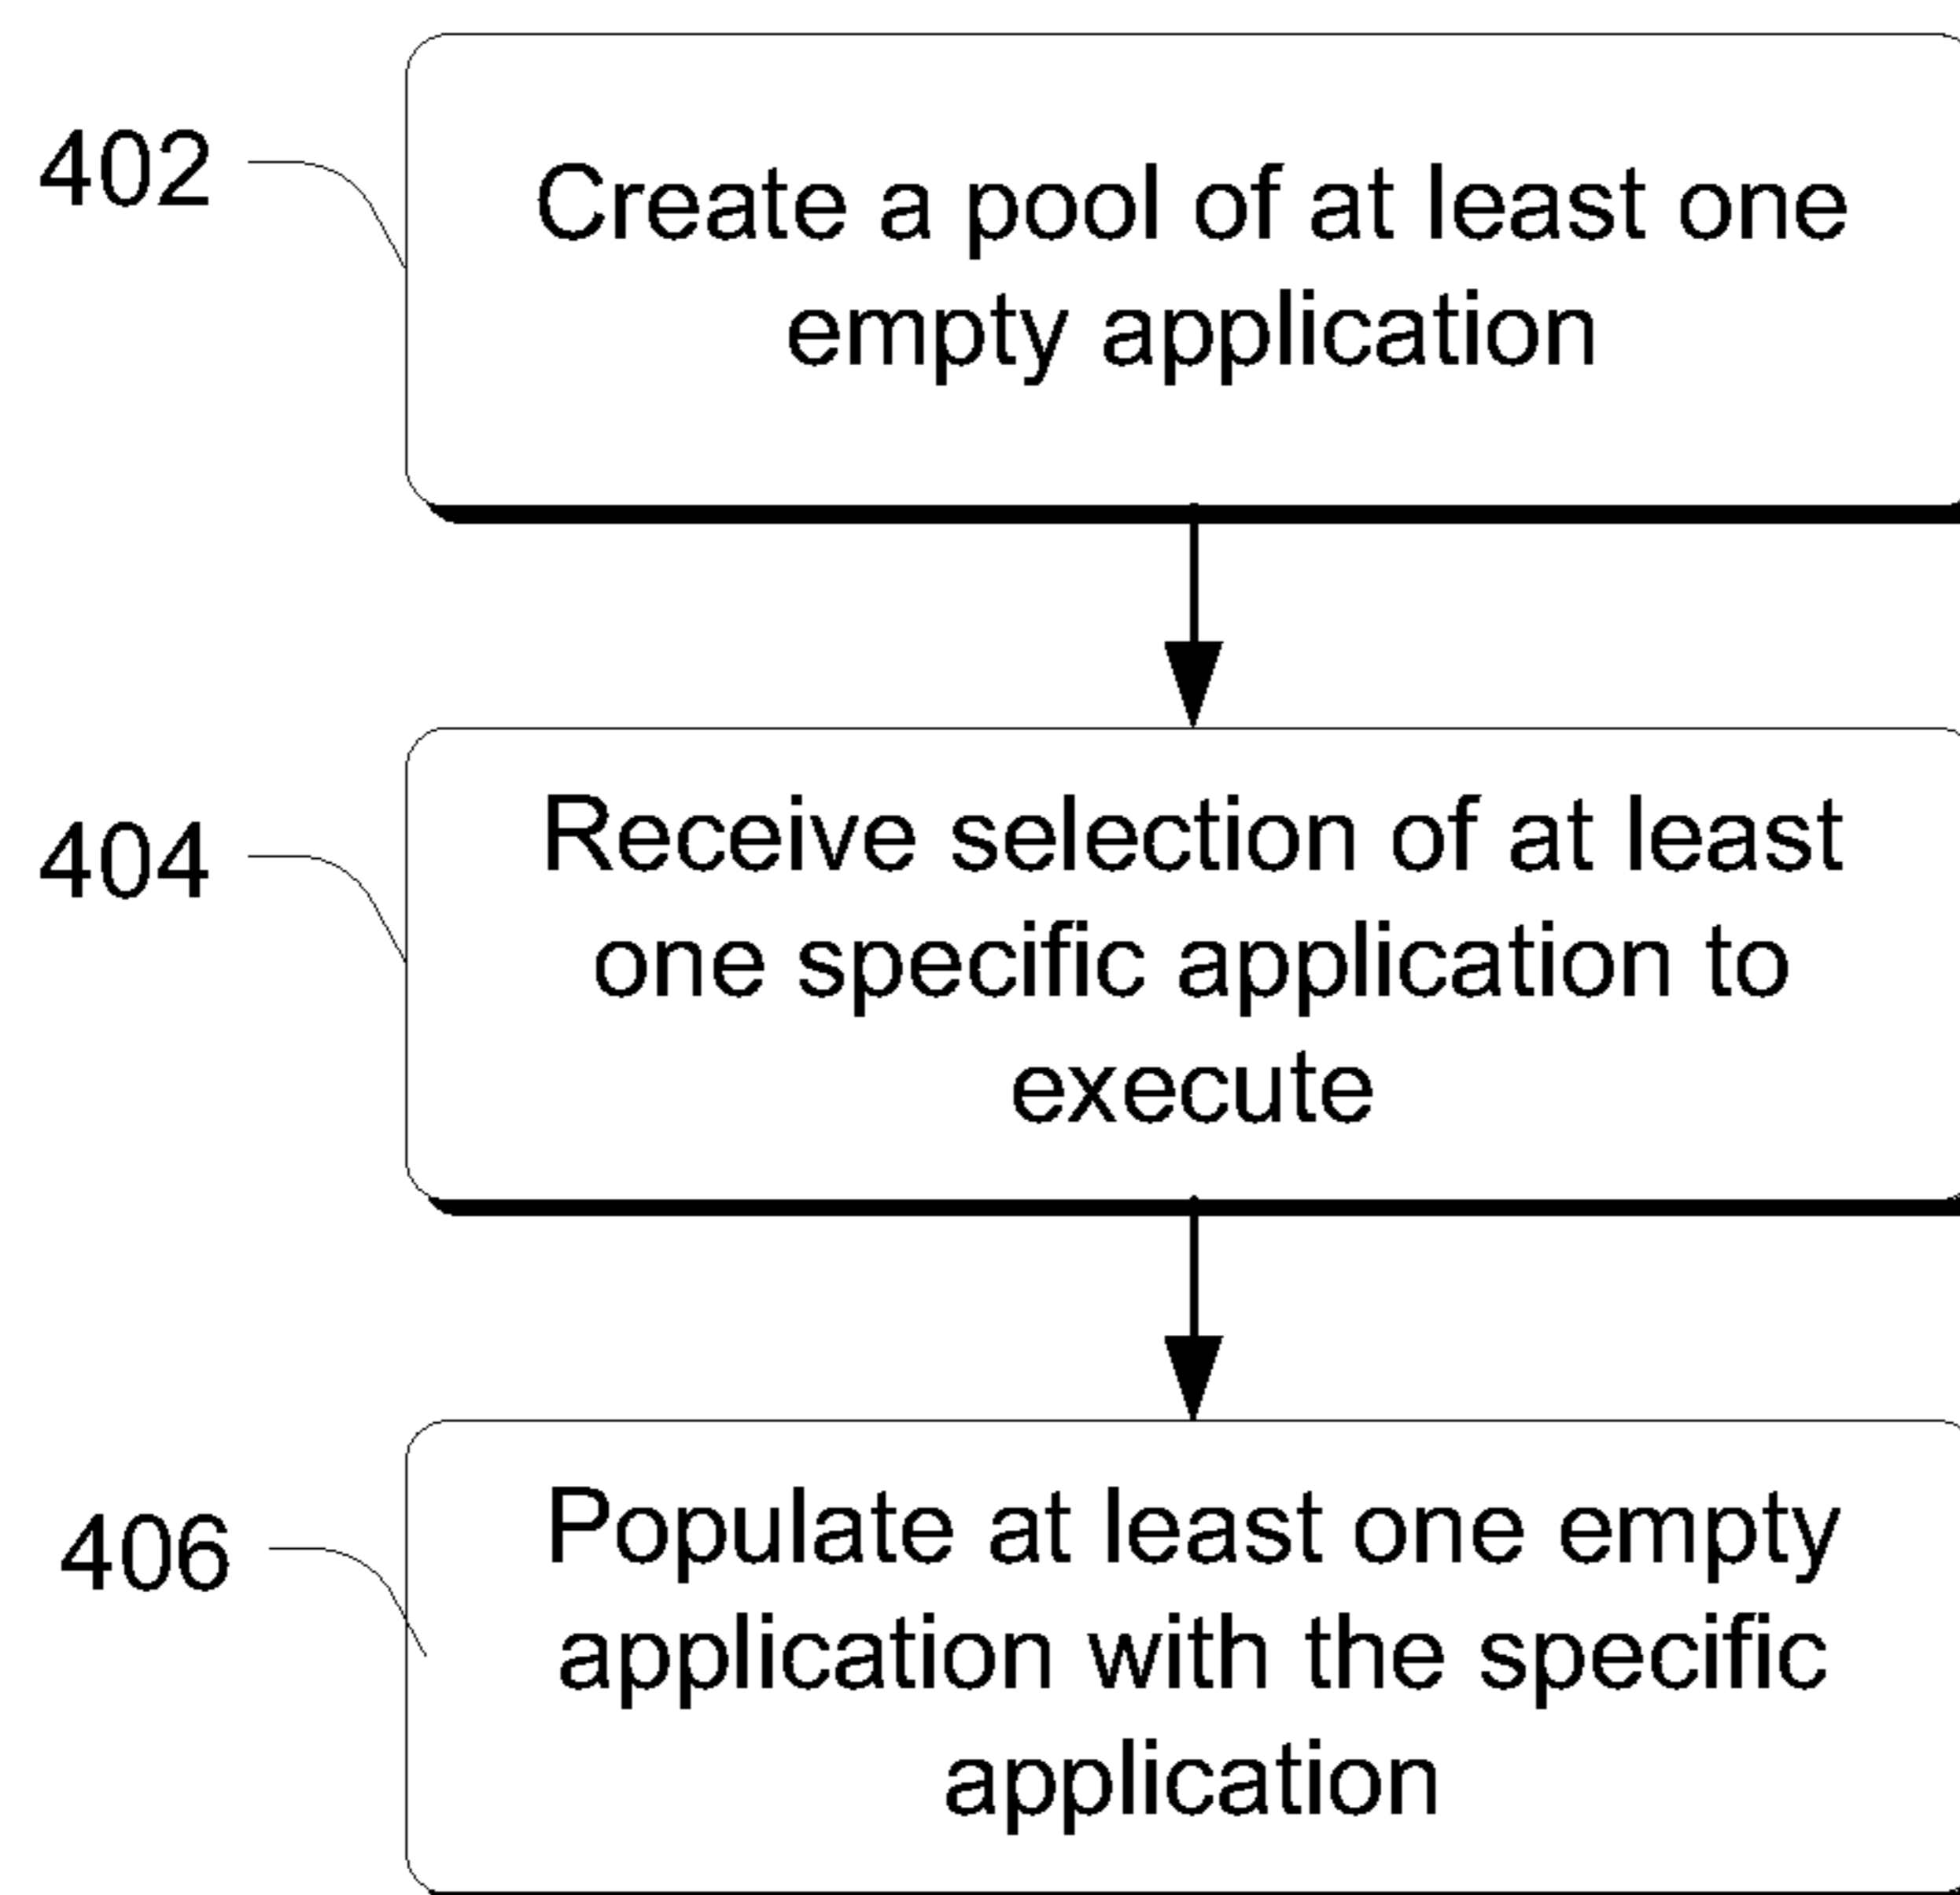 402
Create a pool of at least one
empty application
404
Receive selection of at least
one specific application to
execute
406
Populate at least one empty
application with the specific
application